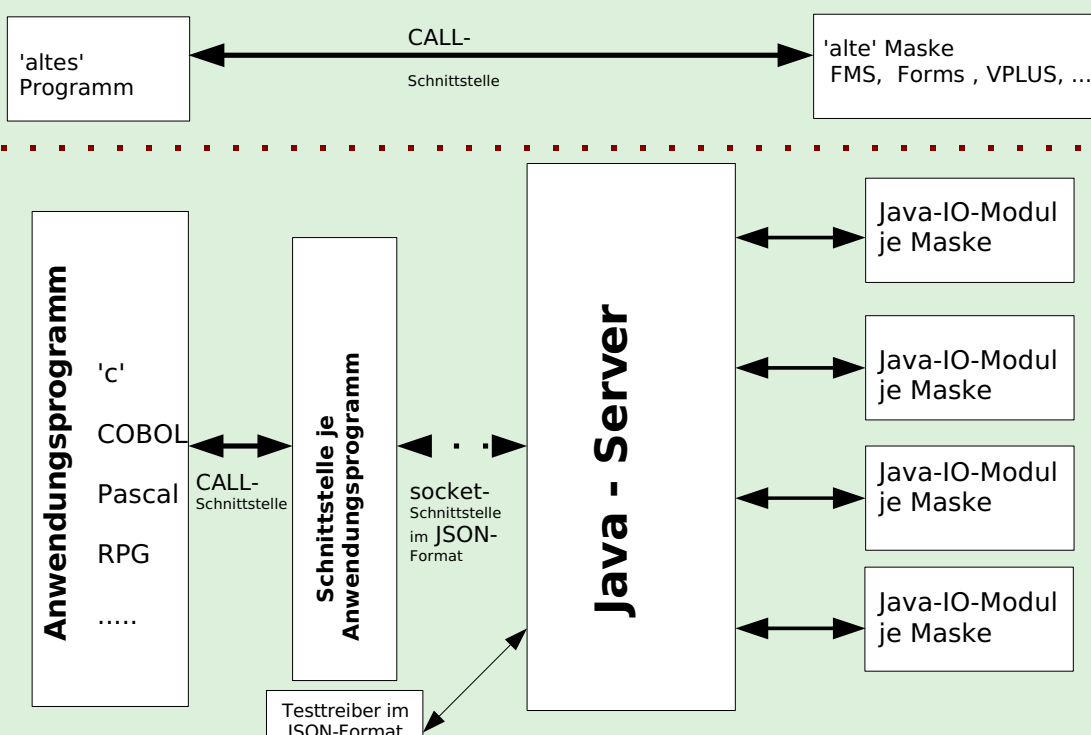 'altes'
Programm
CALL-
Schnittstelle
'alte' Maske
FMS, Forms , VPLUS, ...
Anwendungsprogramm
'c'
COBOL
Pascal
RPG
.....
CALL-
Schnittstelle
Schnittstelle je
Anwendungsprogramm
socket-
Schnittstelle
im JSON-
Format
Java - Server
Java-IO-Modul
je Maske
Java-IO-Modul
je Maske
Java-IO-Modul
je Maske
Java-IO-Modul
je Maske
Testtreiber im
JSON-Format